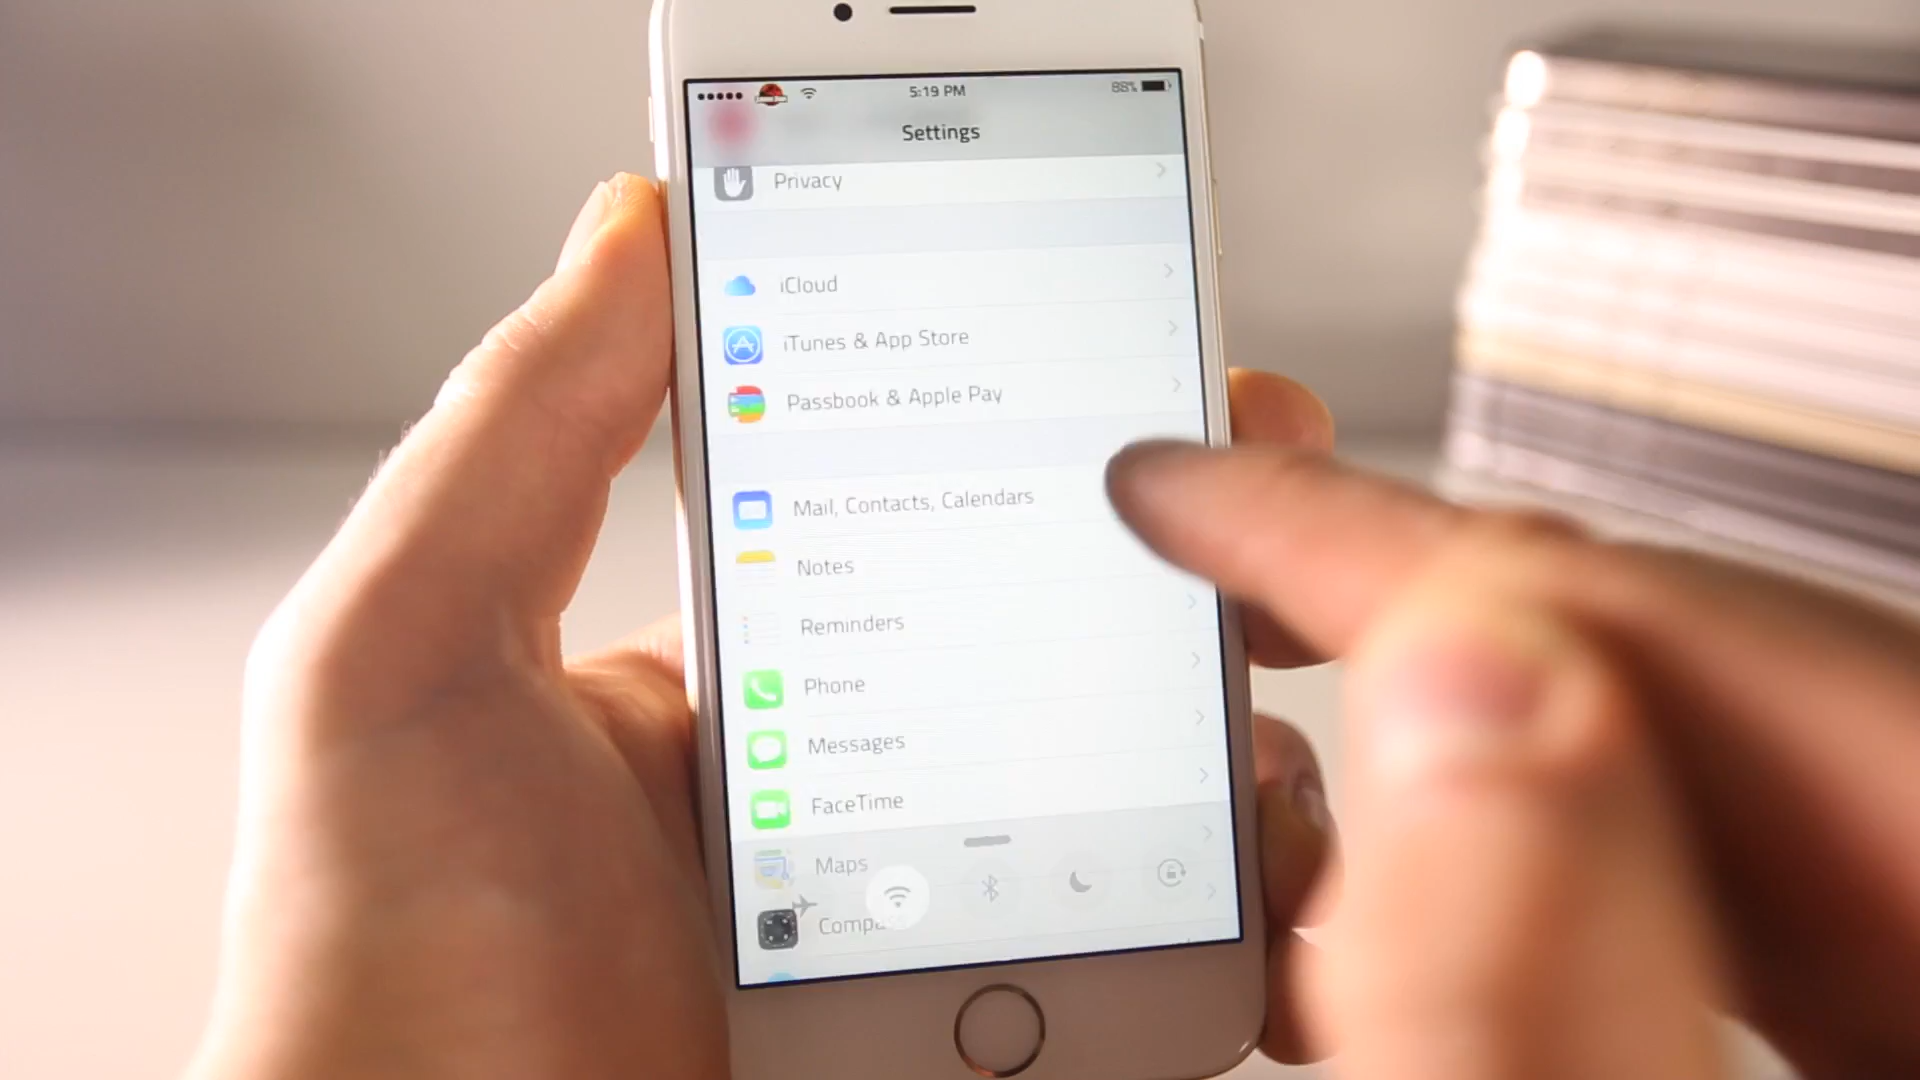 5:19 PM
88%
Settings
Privacy
iCloud
iTunes & App Store
Passbook & Apple Pay
Mail, Contacts, Calendars
Notes
Reminders
Phone
Messages
FaceTime
Maps